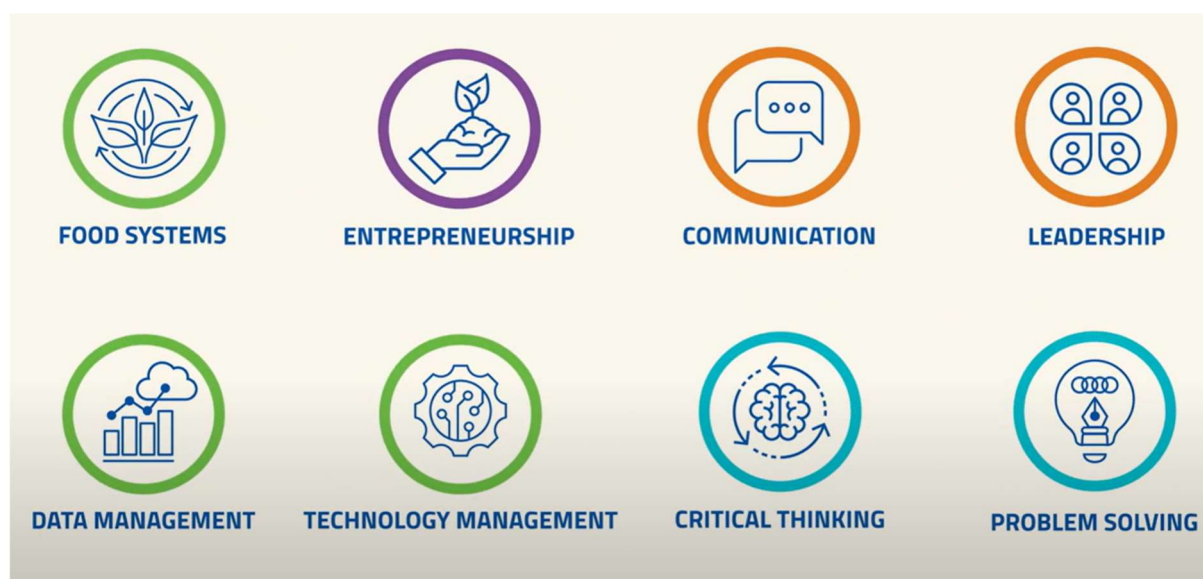 FOOD SYSTEMS
ENTREPRENEURSHIP
COMMUNICATION
LEADERSHIP
DATA MANAGEMENT
TECHNOLOGY MANAGEMENT
CRITICAL THINKING
PROBLEM SOLVING